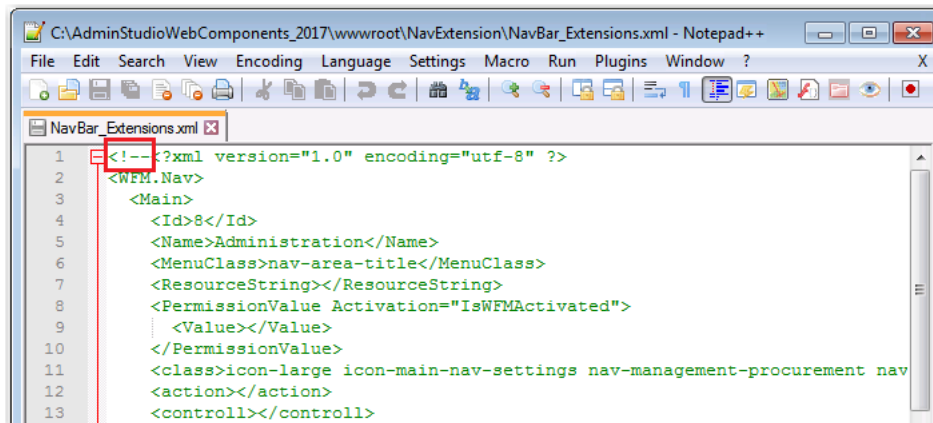 C:\AdminStudioWebComponents_2017\wwwroot\NavExtension\NavBar_Extensions.xml - Notepad++
File Edit Search View Encoding Language Settings Macro Run Plugins Window ? X
NavBar_Extensions.xml
1 <!--<?xml version="1.0" encoding="utf-8" ?>
2 <WFM.Nav>
3 <Main>
4 <Id>8</Id>
5 <Name>Administration</Name>
6 <MenuClass>nav-area-title</MenuClass>
7 <ResourceString></ResourceString>
8 <PermissionValue Activation="IsWFMActivated">
9 <Value></Value>
10 </PermissionValue>
11 <class>icon-large icon-main-nav-settings nav-management-procurement nav
12 <action></action>
13 <controll></controll>